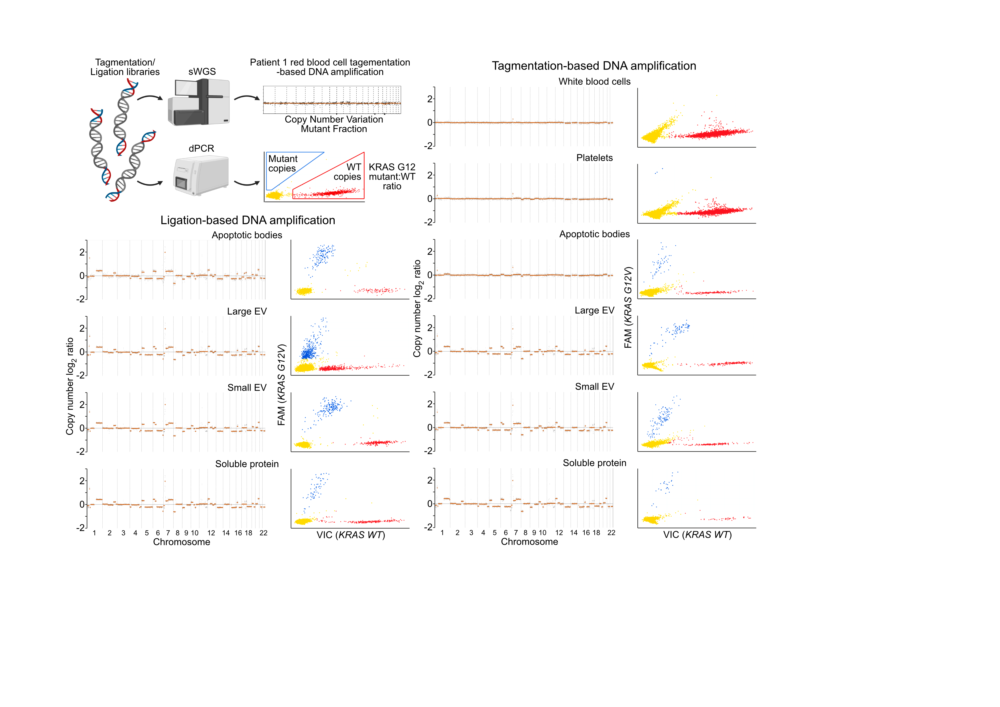 Tagmentation/
Ligation libraries
sWGS
Patient 1 red blood cell tagementation
-based DNA amplification
Copy Number Variation
Mutant Fraction
dPCR
Mutant
copies
WT
copies
KRAS G12
mutant:WT
ratio
Ligation-based DNA amplification
Apoptotic bodies
2
0
-2
Large EV
2
0
-2
Small EV
2
0
-2
Soluble protein
2
0
-2
Copy number log2 ratio
FAM (KRAS G12V)
1 2 3 4 5 6 7 8 9 10 12 14 16 18 22
Chromosome
VIC (KRAS WT)
Tagmentation-based DNA amplification
White blood cells
2
0
-2
Platelets
2
0
-2
Apoptotic bodies
2
0
-2
Large EV
2
0
-2
Small EV
2
0
-2
Soluble protein
2
0
-2
Copy number log2 ratio
FAM (KRAS G12V)
1 2 3 4 5 6 7 8 9 10 12 14 16 18 22
Chromosome
VIC (KRAS WT)